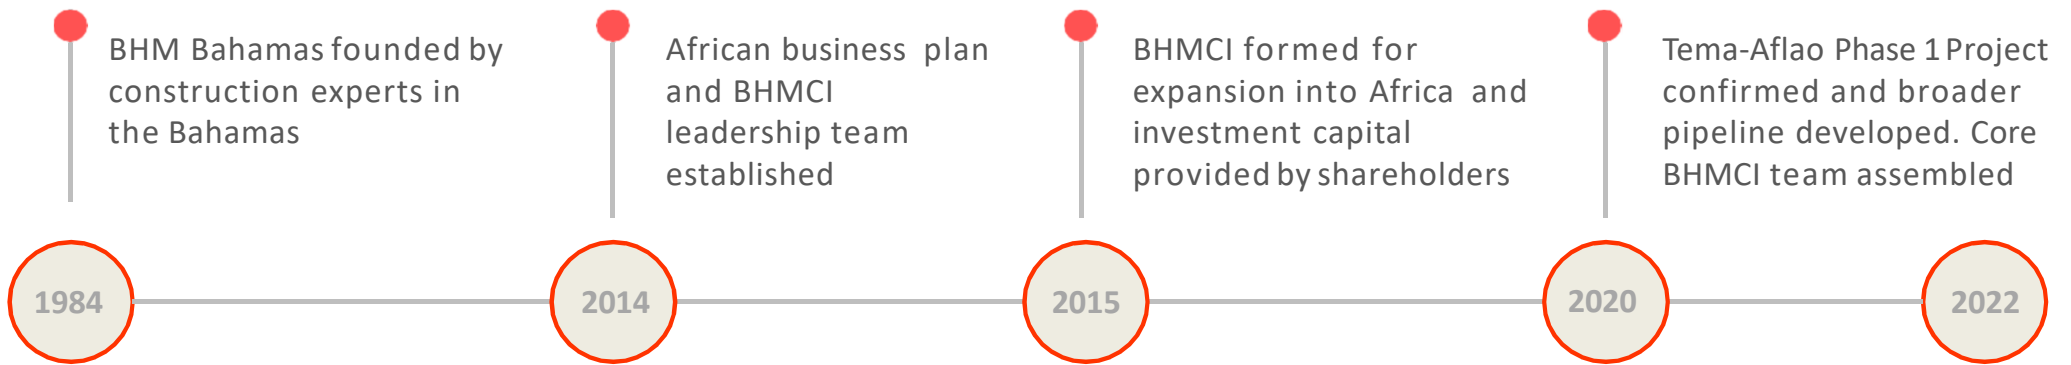 BHM Bahamas founded by
construction experts in
the Bahamas
African business plan
and BHMCI
leadership team
established
BHMCI formed for
expansion into Africa and
investment capital
provided by shareholders
Tema-Aflao Phase 1 Project
confirmed and broader
pipeline developed. Core
BHMCI team assembled
1984
2014
2015
2020
2022